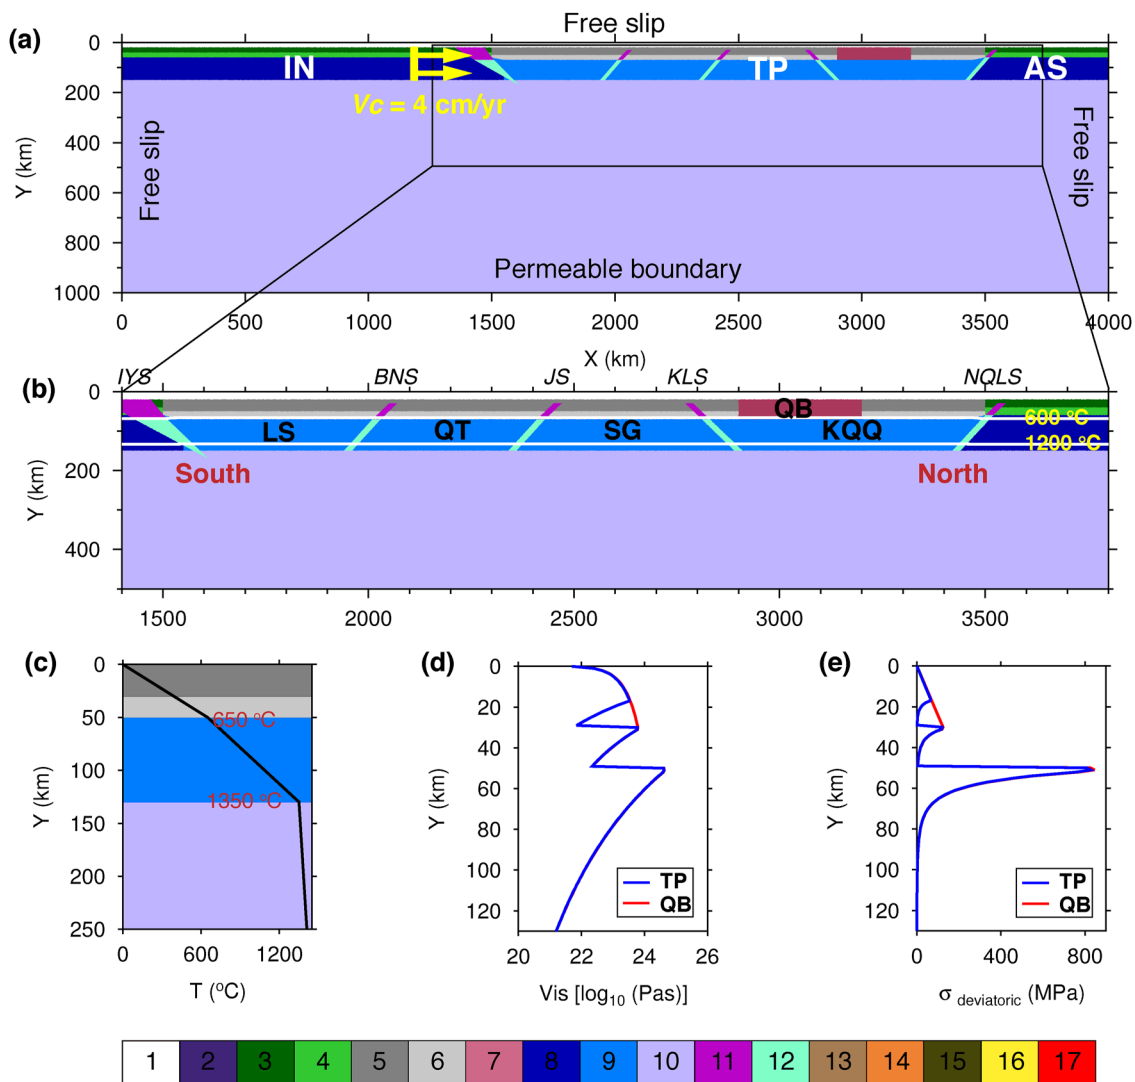 Free slip
(a)
0
200
400
600
800
1000
Y (km)
IN
TP
AS
Vc = 4 cm/yr
Free slip
Free slip
Permeable boundary
0 500 1000 1500 2000 2500 3000 3500 4000
X (km)
IYS BNS JS KLS NQLS
(b)
0
200
400
Y (km)
QB
600 °C
LS QT SG KQQ
1200 °C
South North
1500 2000 2500 3000 3500
(c)
0
50
100
150
200
250
Y (km)
650 °C
1350 °C
0 600 1200
T (°C)
(d)
0
20
40
60
80
100
120
Y (km)
TP
QB
20 22 24 26
Vis [log10 (Pas)]
(e)
0
20
40
60
80
100
120
Y (km)
TP
QB
0 400 800
σ deviatoric (MPa)
1 2 3 4 5 6 7 8 9 10 11 12 13 14 15 16 17